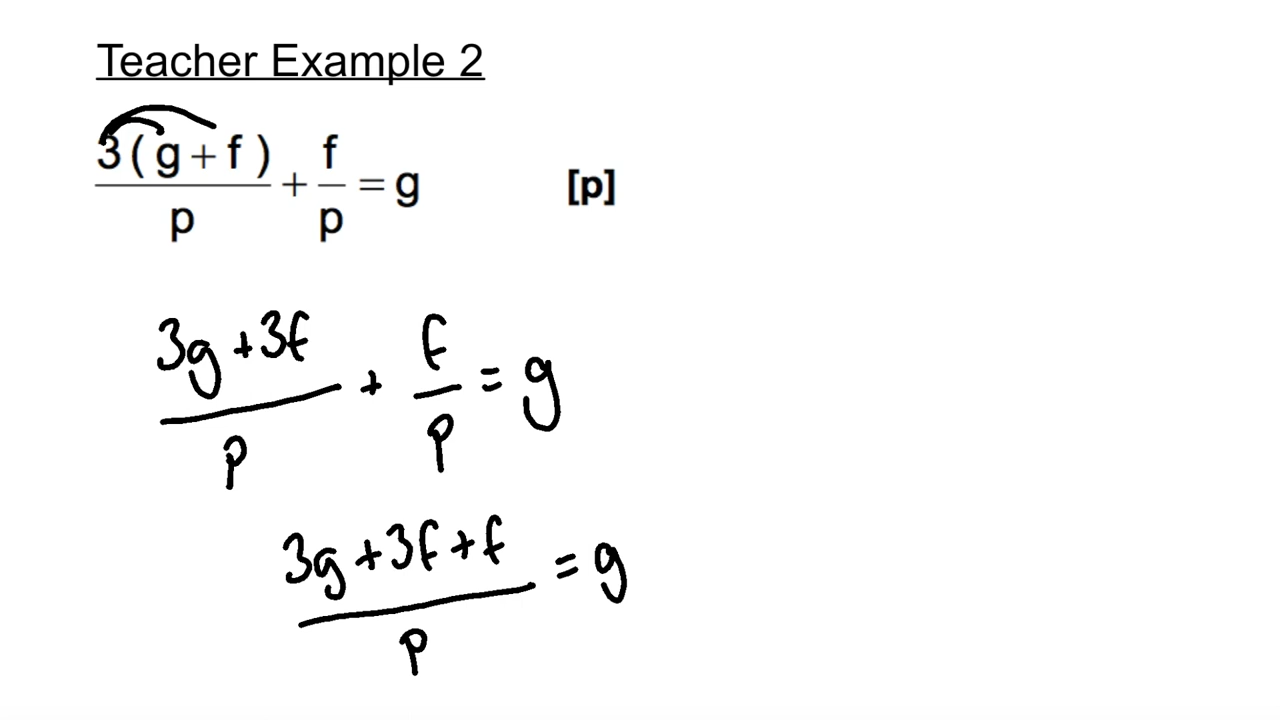 Teacher Example 2
3(g+f)/p + f/p = g [p]
3g+3f/p + f/p = g
3g+3f+f/p = g